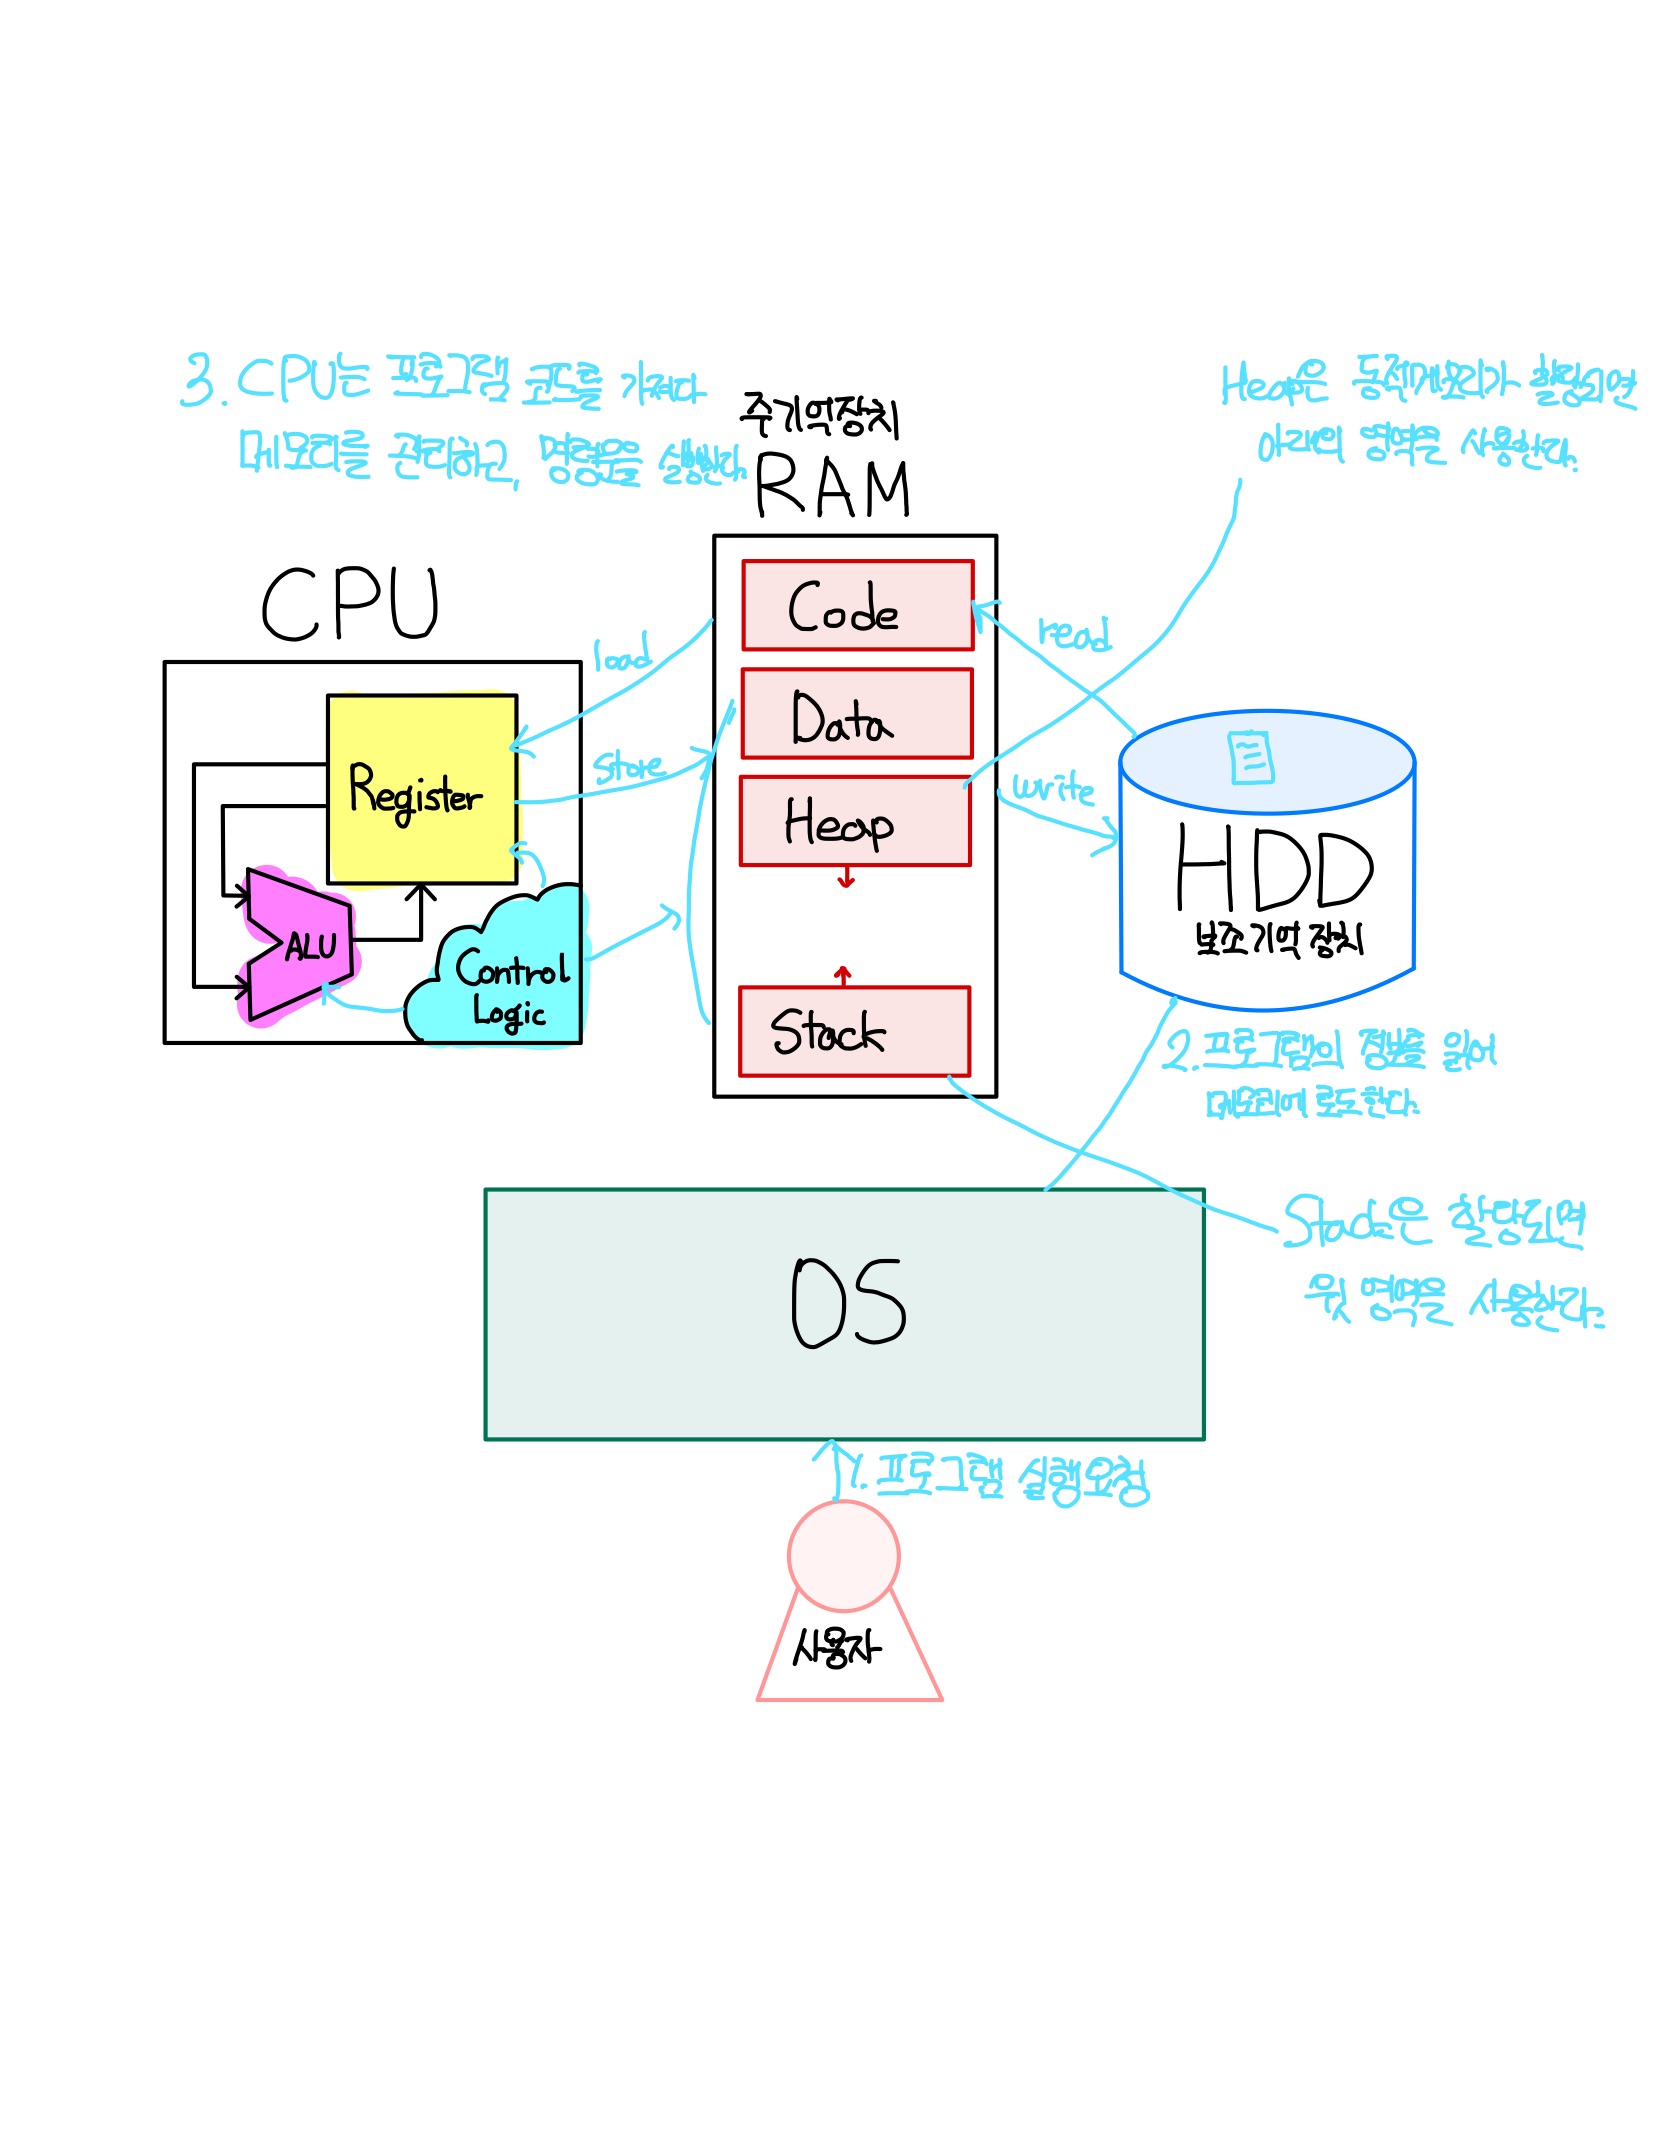 3. CPU는 프로그램 코드를 가져다
메모리를 관리하고, 명령을 실행한다.
주기억장치
RAM
Heap은 동적메모리가 할당되면
아래의 영역을 사용한다.
CPU
Code
load
read
Data
Register
Store
Heap
write
HDD
보조기억장치
ALU
Control
Logic
Stack
2. 프로그램의 정보를 읽어
메모리에 로드한다.
Stack은 할당되면
윗 영역을 사용한다.
OS
1. 프로그램 실행요청
사용자